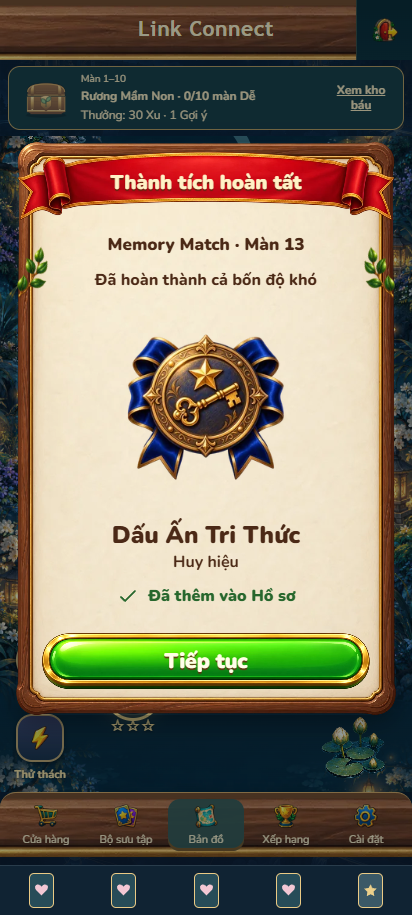 Link Connect
Màn 1–10
Rương Mầm Non · 0/10 màn Dễ
Thưởng: 30 Xu · 1 Gợi ý
Xem kho
báu
Thành tích hoàn tất
Memory Match · Màn 13
Đã hoàn thành cả bốn độ khó
Dấu Ấn Tri Thức
Huy hiệu
Đã thêm vào Hồ sơ
Tiếp tục
Thử thách
Cửa hàng
Bộ sưu tập
Bản đồ
Xếp hạng
Cài đặt